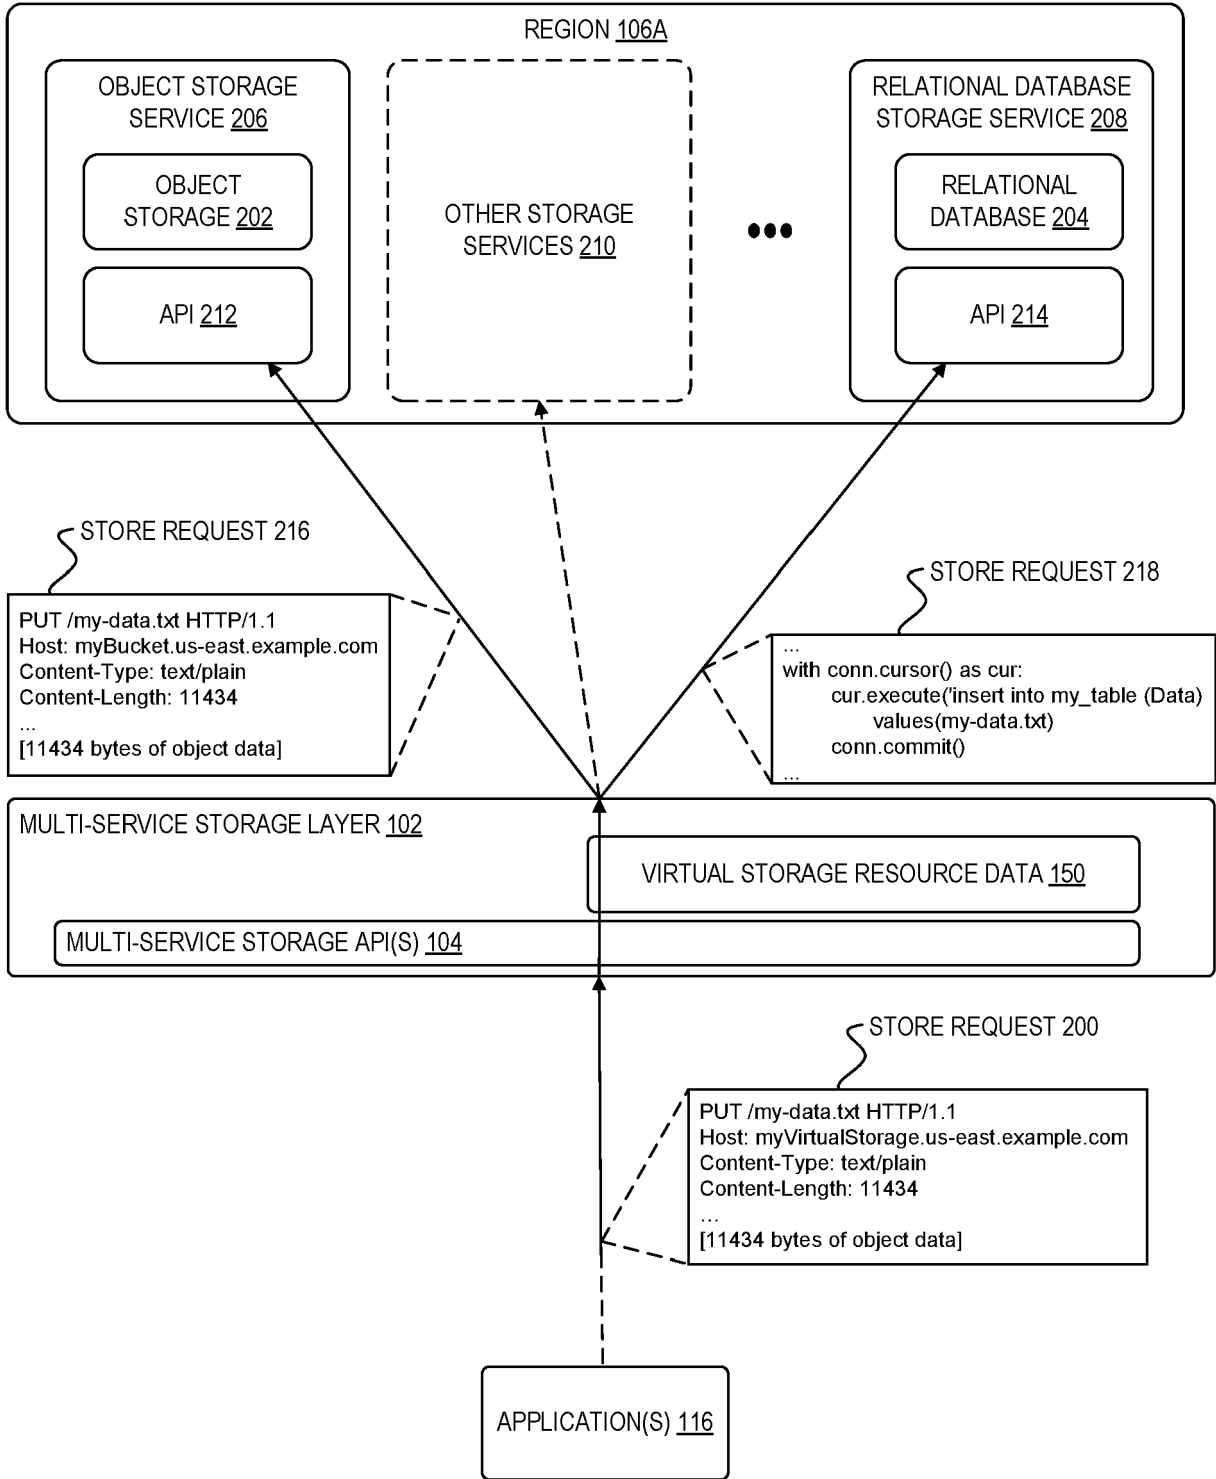 REGION 106A
OBJECT STORAGE
SERVICE 206
OBJECT
STORAGE 202
API 212
OTHER STORAGE
SERVICES 210
RELATIONAL DATABASE
STORAGE SERVICE 208
RELATIONAL
DATABASE 204
API 214
STORE REQUEST 216
PUT /my-data.txt HTTP/1.1
Host: myBucket.us-east.example.com
Content-Type: text/plain
Content-Length: 11434
...
[11434 bytes of object data]
STORE REQUEST 218
...
with conn.cursor() as cur:
cur.execute('insert into my_table (Data)
values(my-data.txt)
conn.commit()
...
MULTI-SERVICE STORAGE LAYER 102
VIRTUAL STORAGE RESOURCE DATA 150
MULTI-SERVICE STORAGE API(S) 104
STORE REQUEST 200
PUT /my-data.txt HTTP/1.1
Host: myVirtualStorage.us-east.example.com
Content-Type: text/plain
Content-Length: 11434
...
[11434 bytes of object data]
APPLICATION(S) 116